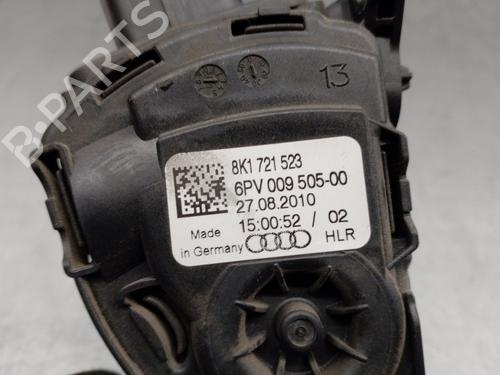 B-PARTS
13
8K1 721 523
6PV 009 505-00
27.08.2010
15:00:52 / 02
Made
in Germany
HLR